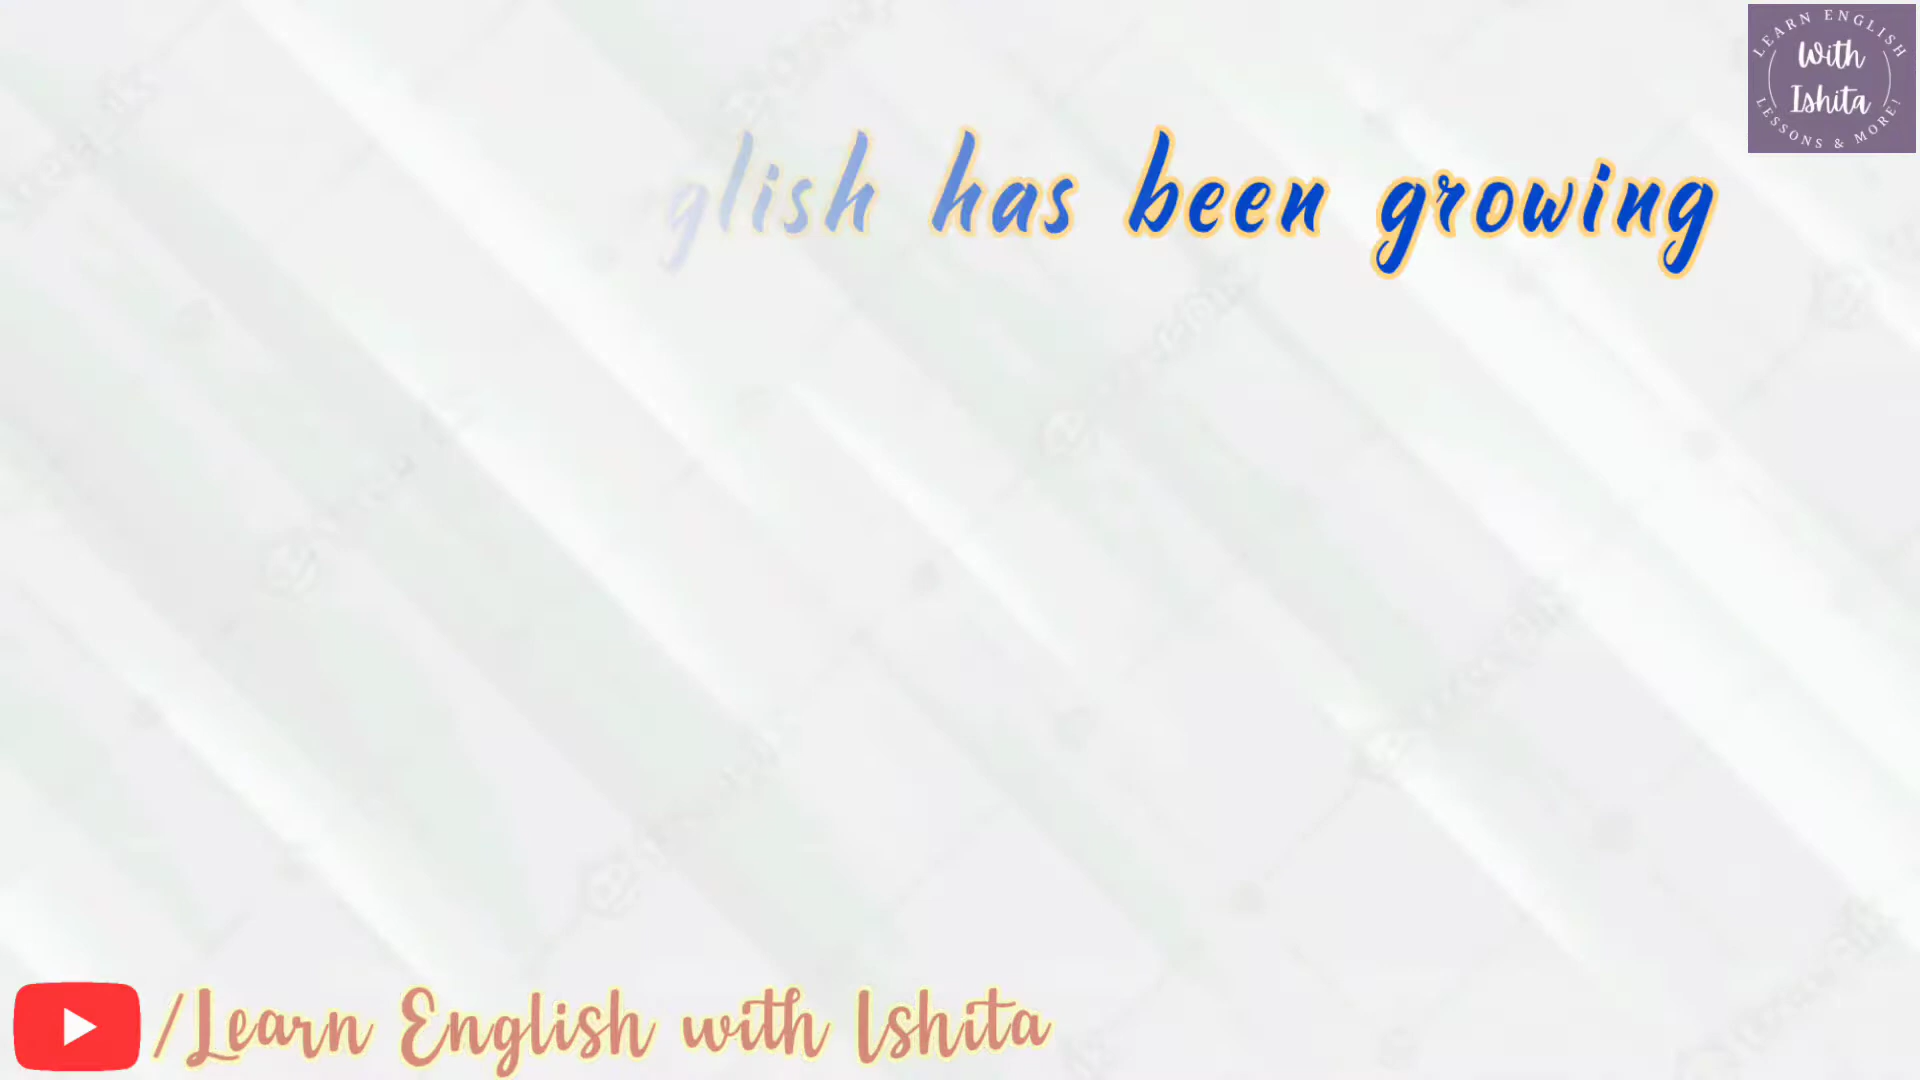 LEARN ENGLISH
With
Ishita
LESSONS & MORE!
glish has been growing
/Learn English with Ishita